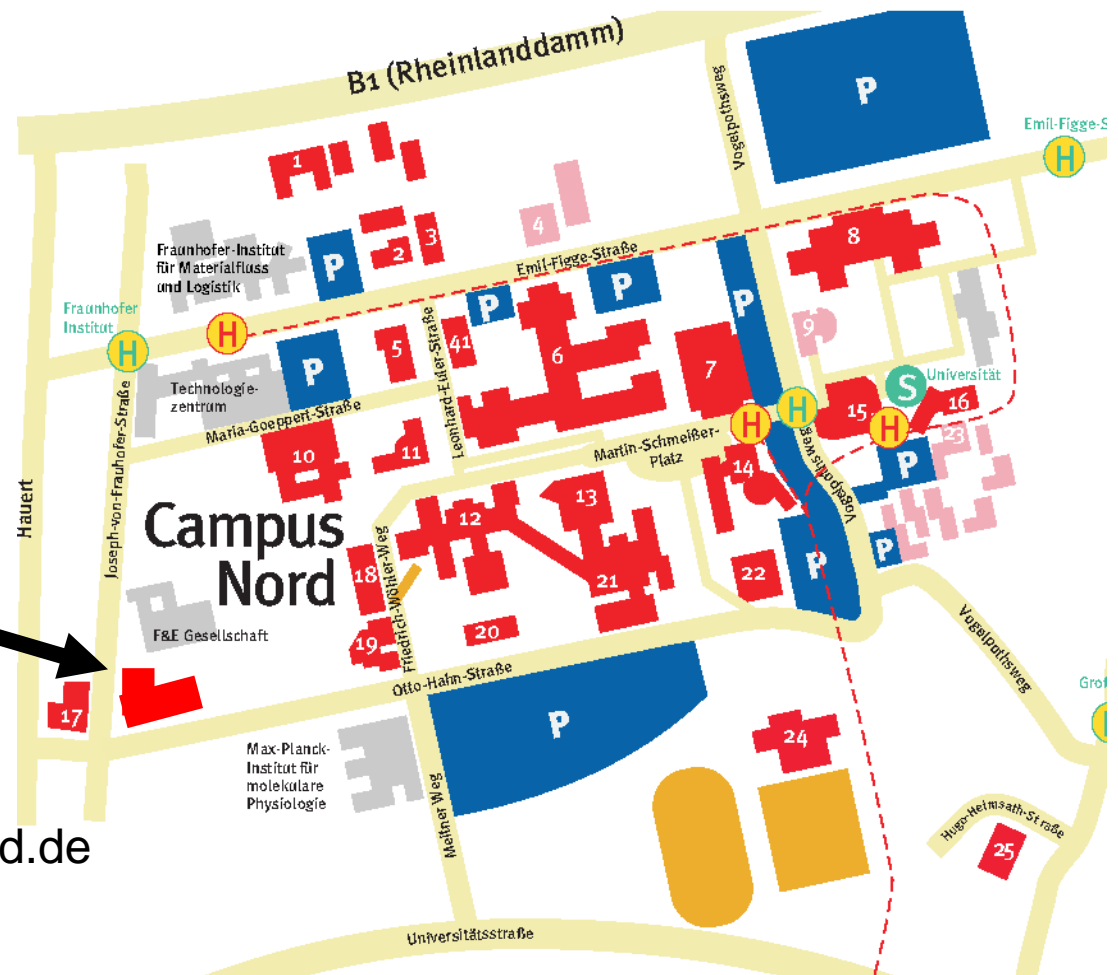 B1 (Rheinlanddamm)
Vogelpothsweg
P
Emil-Figge-S
H
1
4
3
2
8
Fraunhofer-Institut
für Materialfluss
und Logistik
P
Emil-Figge-Straße
P
P
P
Fraunhofer
Institut
H
H
9
5
41
6
7
Leonhard-Euler-Straße
Technologie-
zentrum
P
Maria-Goeppert-Straße
S
Universität
15
16
H
H
H
23
10
11
Martin-Schmeißer-
Platz
Vogelpothsweg
14
P
Hauert
Joseph-von-Frauhofer-Straße
Campus
Nord
12
13
P
P
18
21
22
Friedrich-Wöhler-Weg
F&E Gesellschaft
19
20
Otto-Hahn-Straße
Vogelpothsweg
17
P
24
Grof
Max-Planck-
Institut für
molekulare
Physiologie
Meitner Weg
Hugo-Heimsath-Straße
25
d.de
Universitätsstraße